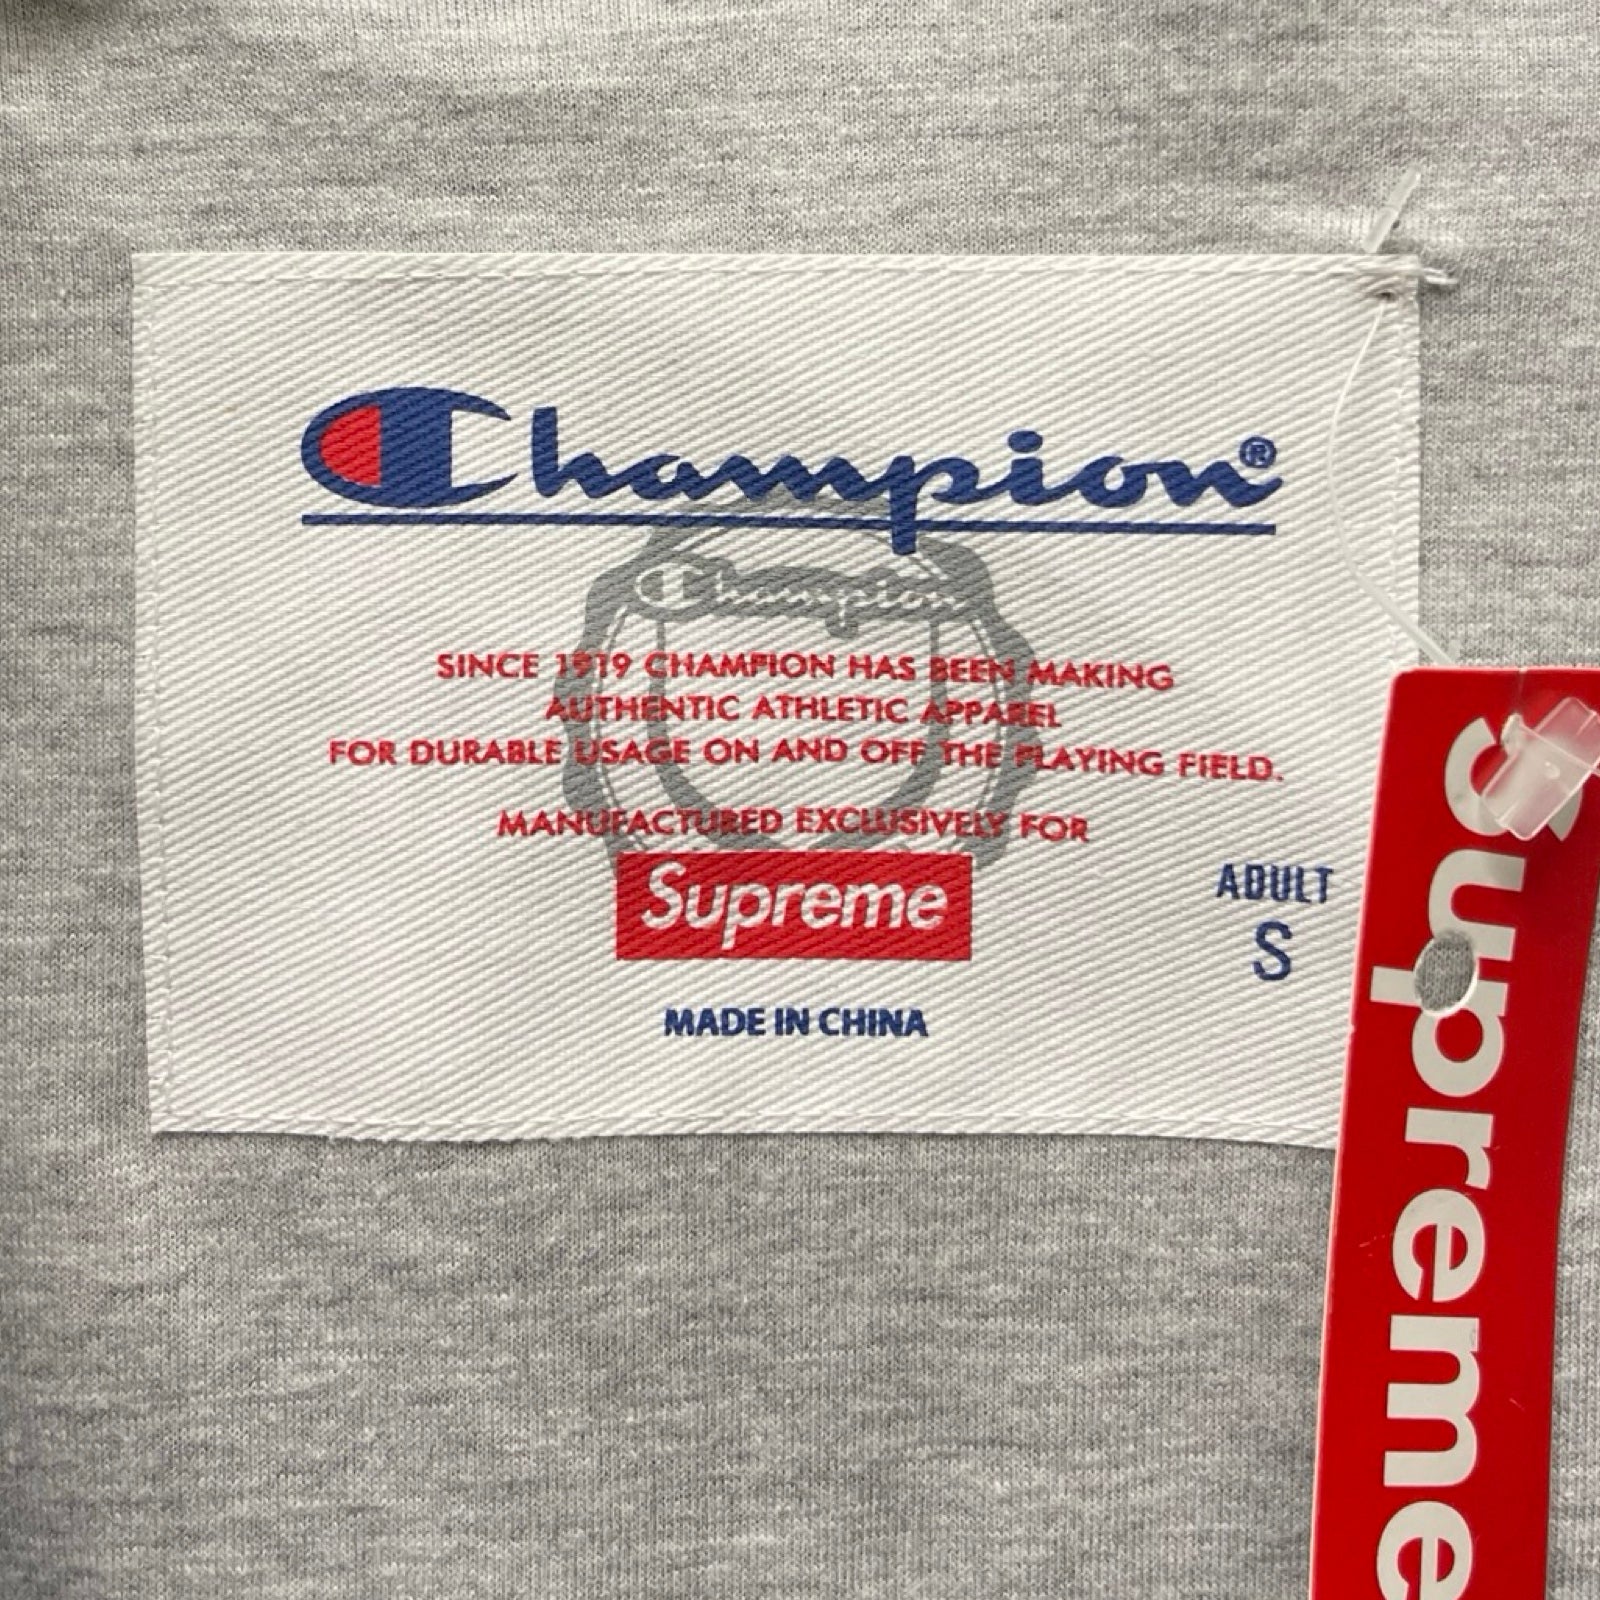 Champion®
Champion
SINCE 1919 CHAMPION HAS BEEN MAKING
AUTHENTIC ATHLETIC APPAREL
FOR DURABLE USAGE ON AND OFF THE PLAYING FIELD.
MANUFACTURED EXCLUSIVELY FOR
Supreme
ADULT
S
MADE IN CHINA
Supreme